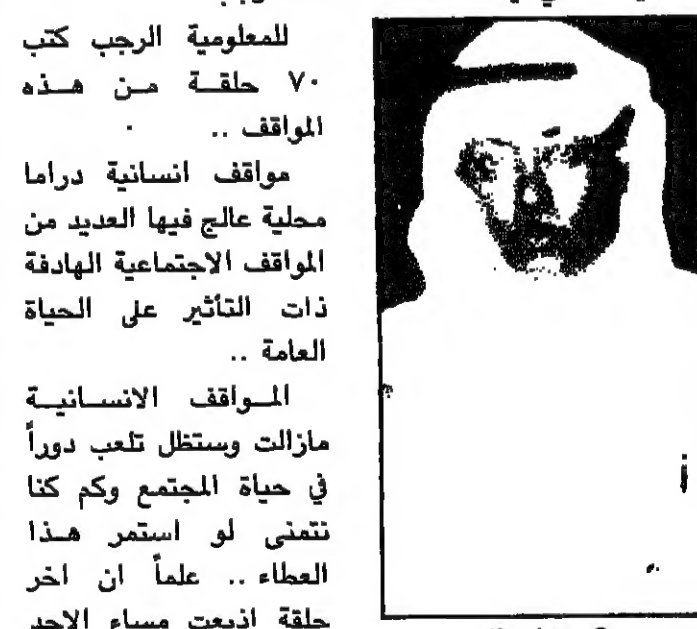 للمعلومية الرجب كتب
٧٠ حلقة من هذه
المواقف ..
مواقف انسانية دراما
محلية عالج فيها العديد من
المواقف الاجتماعية الهادفة
ذات التأثير على الحياة
العامة ..
المواقف الانسانية
مازالت وستظل تلعب دوراً
في حياة المجتمع وكم كنا
نتمنى لو استمر هذا
العطاء .. علماً ان اخر
حلقة اذيعت مساء الاحد